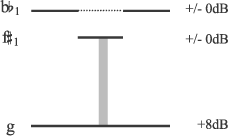 b♭₁ +/- 0dB
f♯₁ +/- 0dB
g +8dB